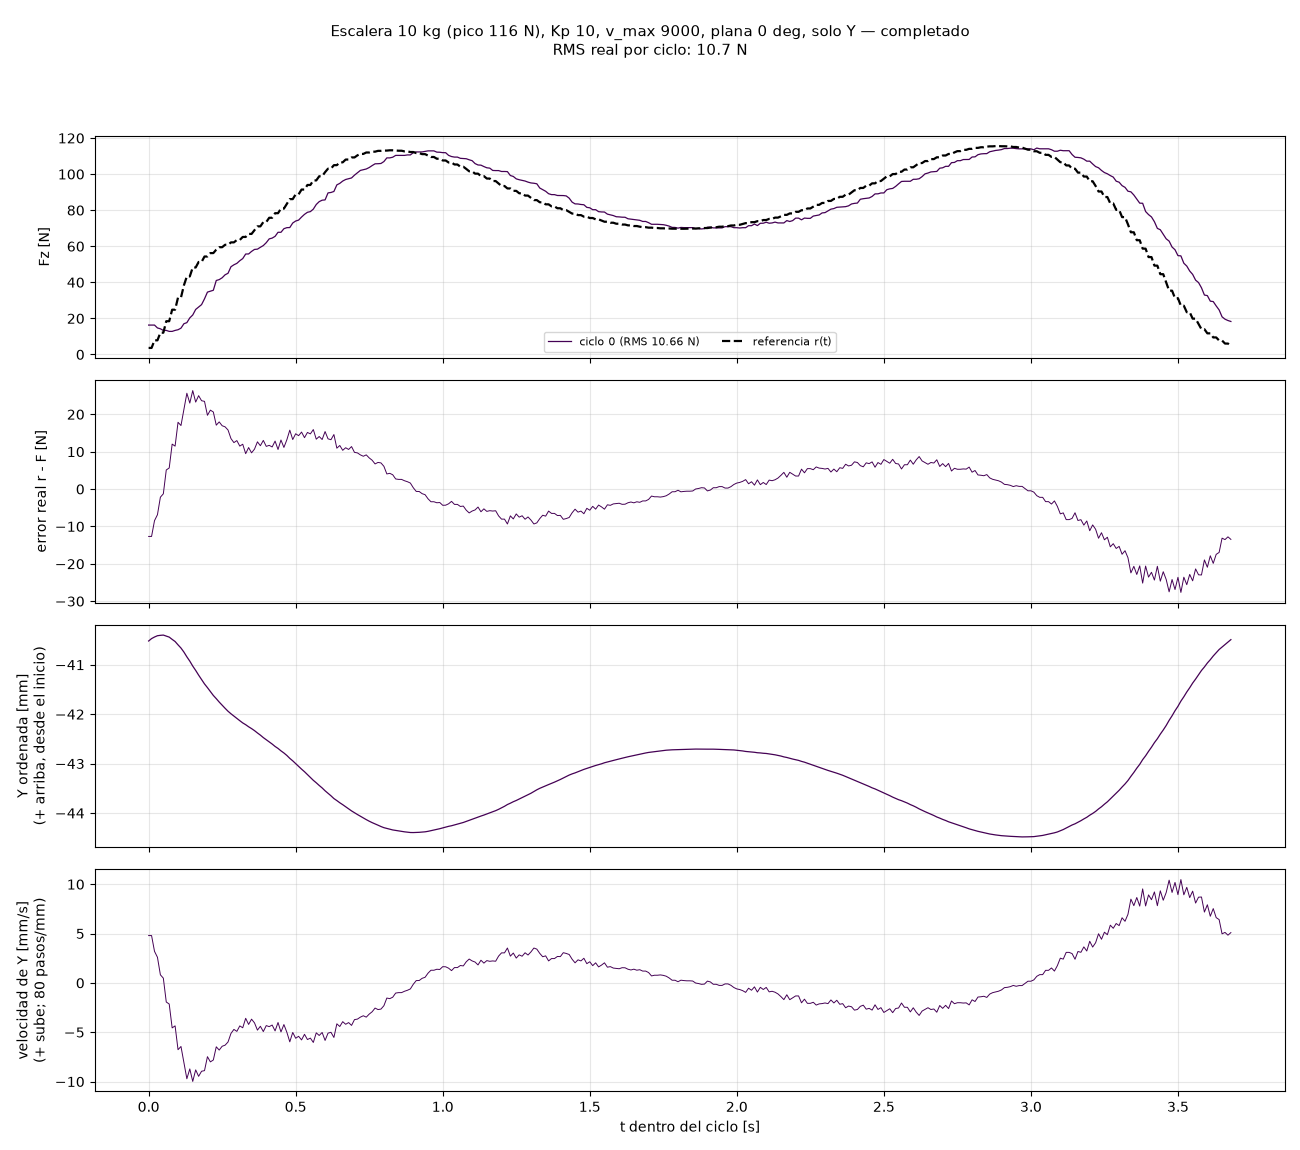 Escalera 10 kg (pico 116 N), Kp 10, v_max 9000, plana 0 deg, solo Y — completado
RMS real por ciclo: 10.7 N
120
100
80
60
40
20
0
Fz [N]
ciclo 0 (RMS 10.66 N)
referencia r(t)
20
10
0
−10
−20
−30
error real r - F [N]
−41
−42
−43
−44
Y ordenada [mm]
(+ arriba, desde el inicio)
10
5
0
−5
−10
velocidad de Y [mm/s]
(+ sube; 80 pasos/mm)
0.0
0.5
1.0
1.5
2.0
2.5
3.0
3.5
t dentro del ciclo [s]